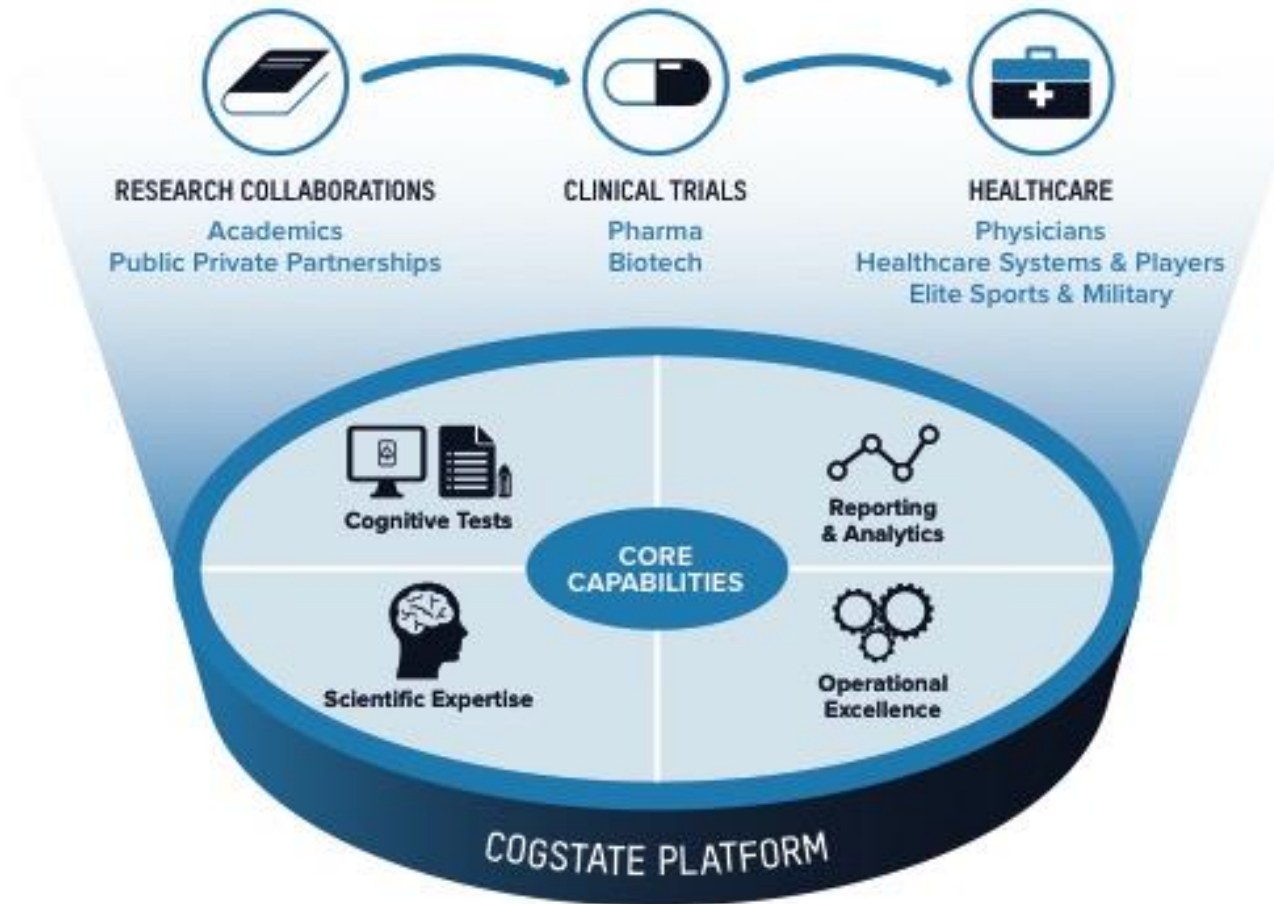 RESEARCH COLLABORATIONS
Academics
Public Private Partnerships
CLINICAL TRIALS
Pharma
Biotech
HEALTHCARE
Physicians
Healthcare Systems & Players
Elite Sports & Military
Cognitive Tests
Reporting
& Analytics
CORE
CAPABILITIES
Scientific Expertise
Operational
Excellence
COGSTATE PLATFORM